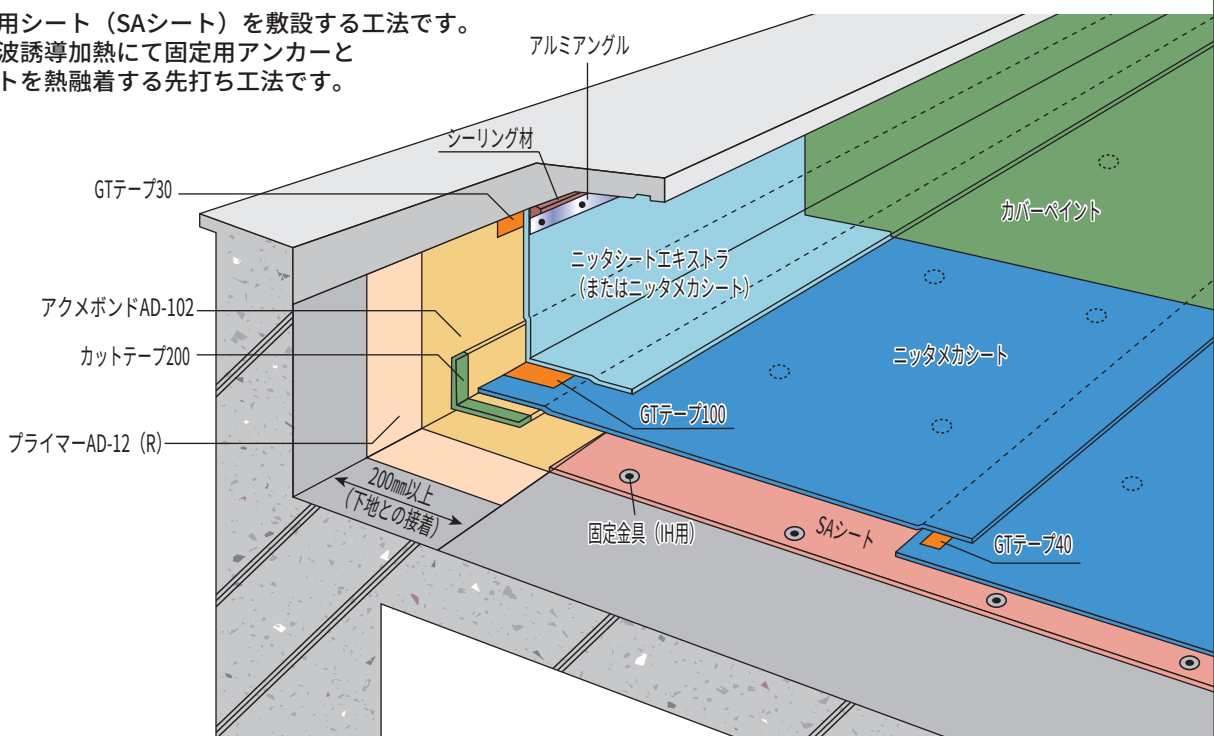 用シート（SAシート）を敷設する工法です。
波誘導加熱にて固定用アンカーと
トを熱融着する先打ち工法です。
アルミアングル
シーリング材
GTテープ30
カバーペイント
ニッタシートエキストラ
（またはニッタメカシート）
アクメボンドAD-102
カットテープ200
ニッタメカシート
GTテープ100
プライマーAD-12（R）
200㎜以上
（下地との接着）
固定金具（IH用）
SAシート
GTテープ40